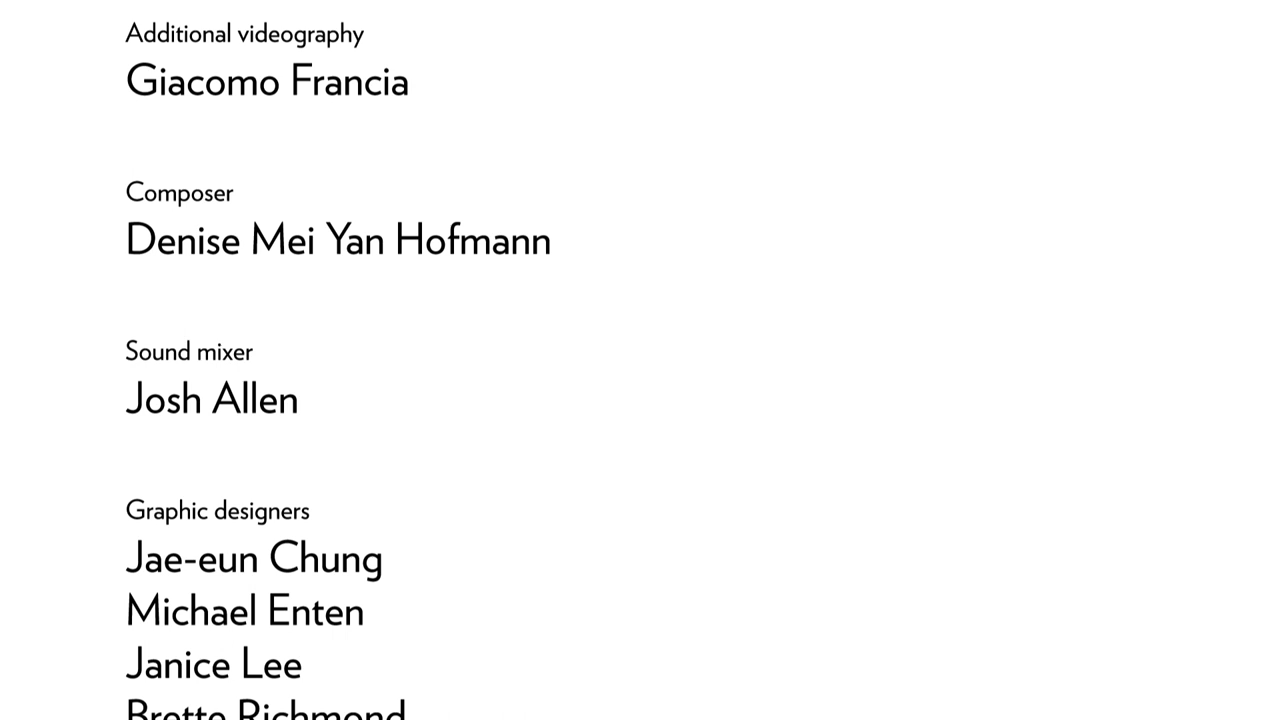 Additional videography
Giacomo Francia
Composer
Denise Mei Yan Hofmann
Sound mixer
Josh Allen
Graphic designers
Jae-eun Chung
Michael Enten
Janice Lee
Brette Richmond